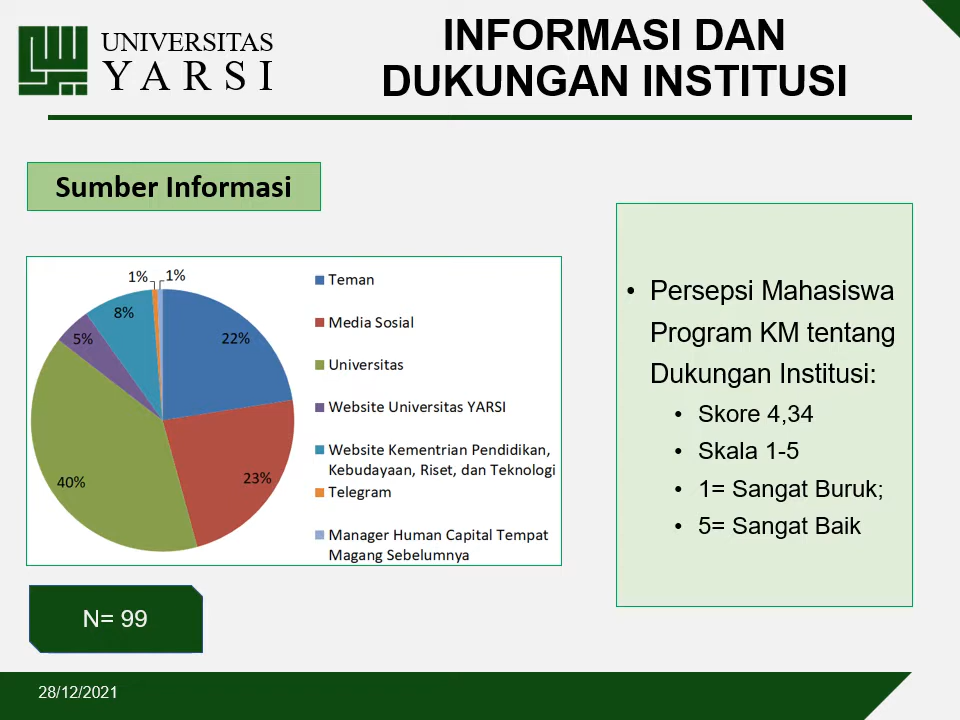 UNIVERSITAS
YARSI
INFORMASI DAN
DUKUNGAN INSTITUSI
Sumber Informasi
1%
1%
8%
5%
22%
40%
23%
Teman
Media Sosial
Universitas
Website Universitas YARSI
Website Kementrian Pendidikan,
Kebudayaan, Riset, dan Teknologi
Telegram
Manager Human Capital Tempat
Magang Sebelumnya
N= 99
• Persepsi Mahasiswa
Program KM tentang
Dukungan Institusi:
• Skore 4,34
• Skala 1-5
• 1= Sangat Buruk;
• 5= Sangat Baik
28/12/2021